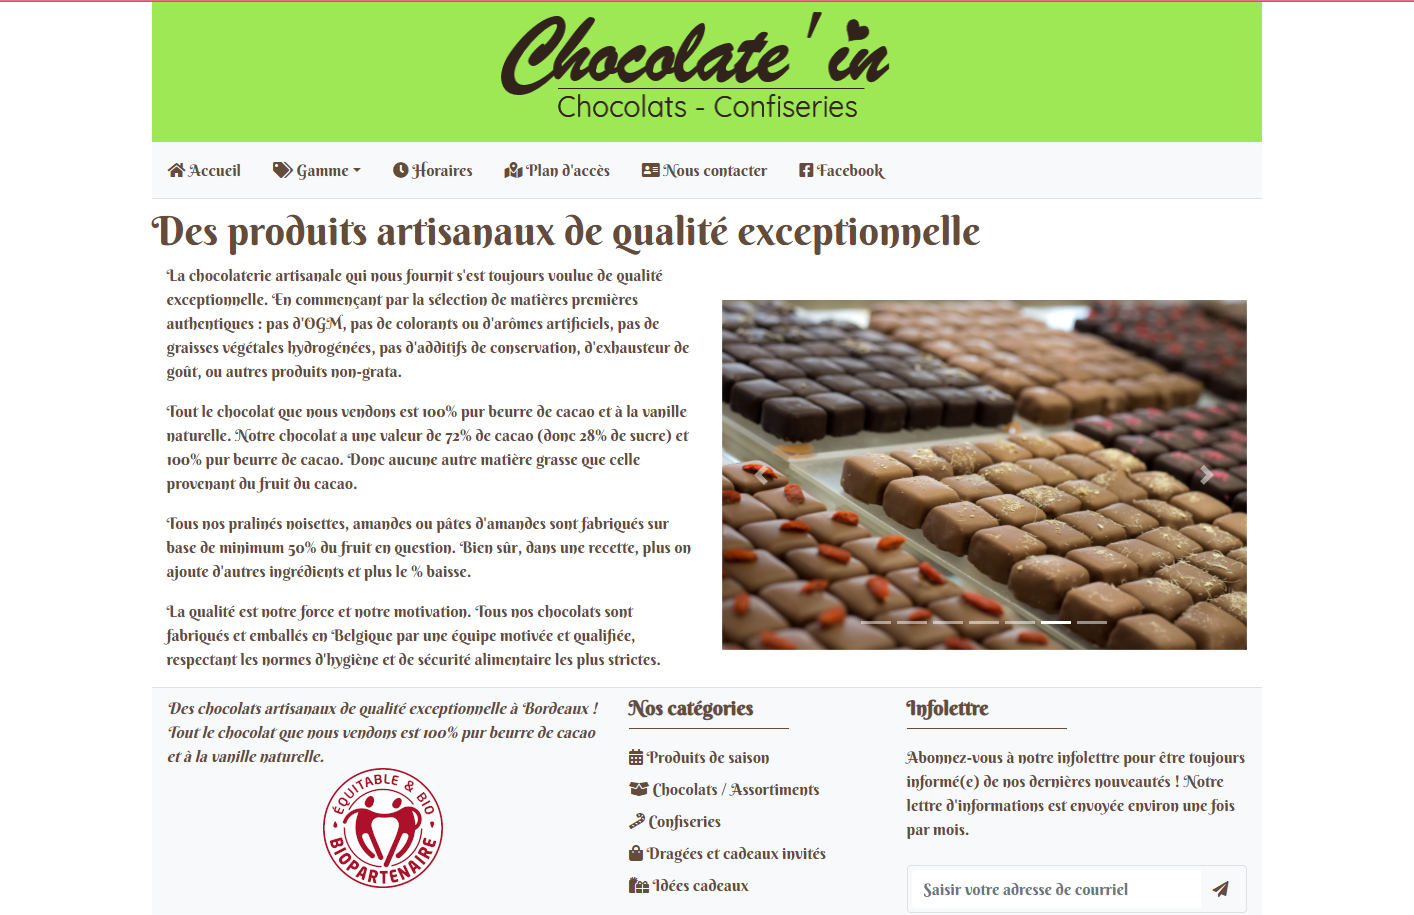 Chocolate'in
Chocolats - Confiseries
Accueil Gamme Horaires Plan d'accès Nous contacter Facebook
Des produits artisanaux de qualité exceptionnelle
La chocolaterie artisanale qui nous fournit s'est toujours voulue de qualité
exceptionnelle. En commençant par la sélection de matières premières
authentiques : pas d'OGM, pas de colorants ou d'arômes artificiels, pas de
graisses végétales hydrogénées, pas d'additifs de conservation, d'exhausteur de
goût, ou autres produits non-grata.
Tout le chocolat que nous vendons est 100% pur beurre de cacao et à la vanille
naturelle. Notre chocolat a une valeur de 72% de cacao (donc 28% de sucre) et
100% pur beurre de cacao. Donc aucune autre matière grasse que celle
provenant du fruit du cacao.
Tous nos pralinés noisettes, amandes ou pâtes d'amandes sont fabriqués sur
base de minimum 50% du fruit en question. Bien sûr, dans une recette, plus on
ajoute d'autres ingrédients et plus le % baisse.
La qualité est notre force et notre motivation. Tous nos chocolats sont
fabriqués et emballés en Belgique par une équipe motivée et qualifiée,
respectant les normes d'hygiène et de sécurité alimentaire les plus strictes.
Des chocolats artisanaux de qualité exceptionnelle à Bordeaux !
Tout le chocolat que nous vendons est 100% pur beurre de cacao
et à la vanille naturelle.
ÉQUITABLE & BIO
BIOPARTENAIRE
Nos catégories
Produits de saison
Chocolats / Assortiments
Confiseries
Dragées et cadeaux invités
Idées cadeaux
Infolettre
Abonnez-vous à notre infolettre pour être toujours
informé(e) de nos dernières nouveautés ! Notre
lettre d'informations est envoyée environ une fois
par mois.
Saisir votre adresse de courriel